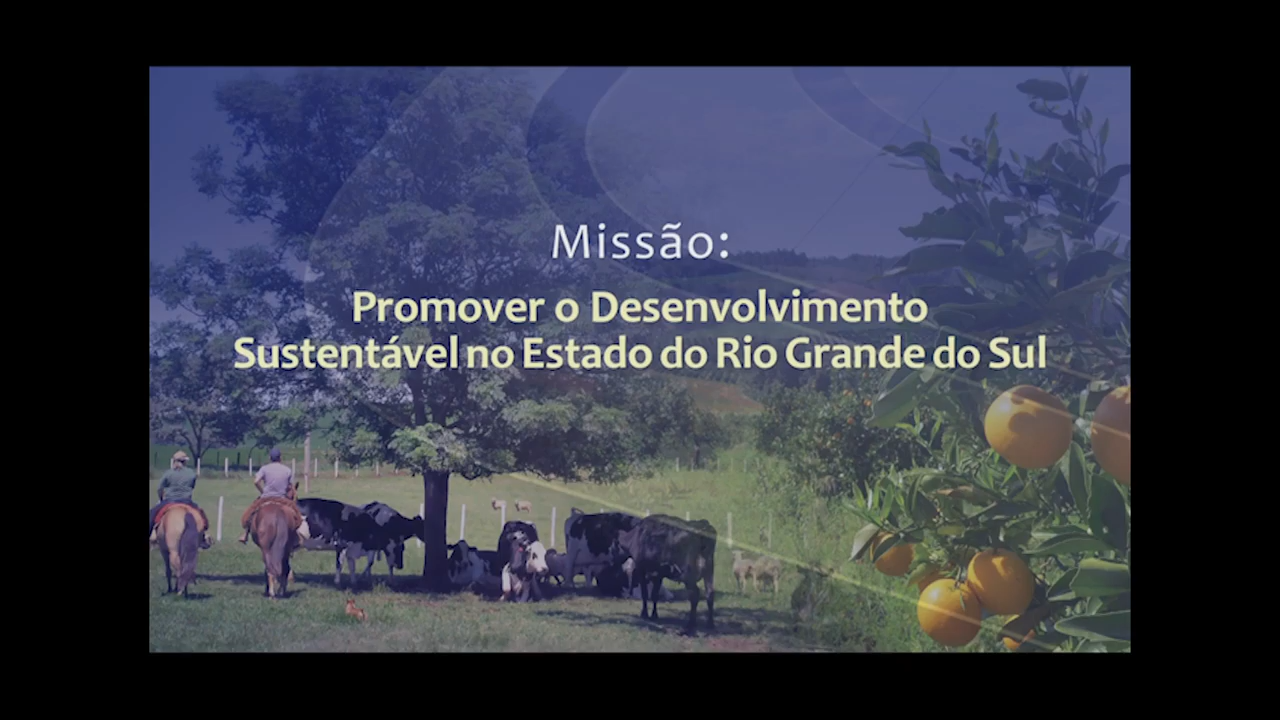 Missão:
Promover o Desenvolvimento
Sustentável no Estado do Rio Grande do Sul